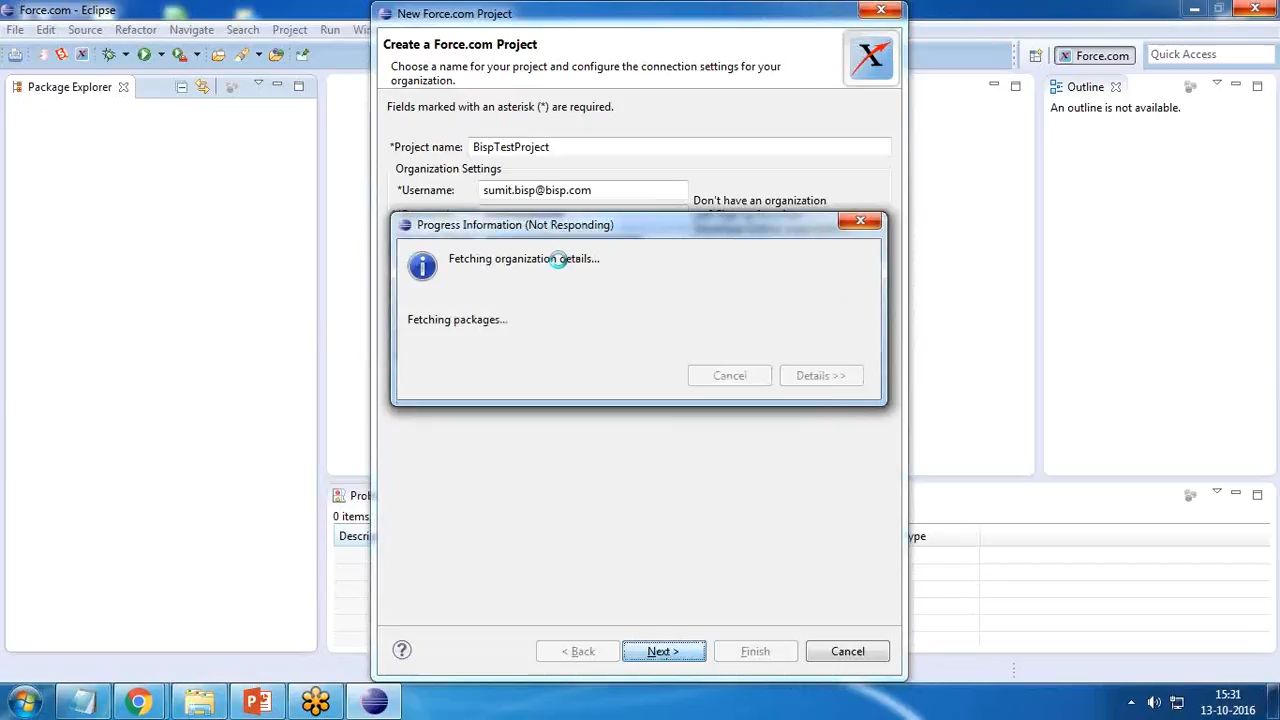 Force.com - Eclipse
File Edit Source Refactor Navigate Search Project Run Win
New Force.com Project
Create a Force.com Project
Choose a name for your project and configure the connection settings for your
organization.
Fields marked with an asterisk (*) are required.
*Project name: BispTestProject
Organization Settings
*Username: sumit.bisp@bisp.com
Don't have an organization
Progress Information (Not Responding)
Fetching organization details...
Fetching packages...
Cancel Details >>
< Back Next > Finish Cancel
Package Explorer
Force.com Quick Access
Outline
An outline is not available.
Prob
0 items
Descri ype
15:31
13-10-2016